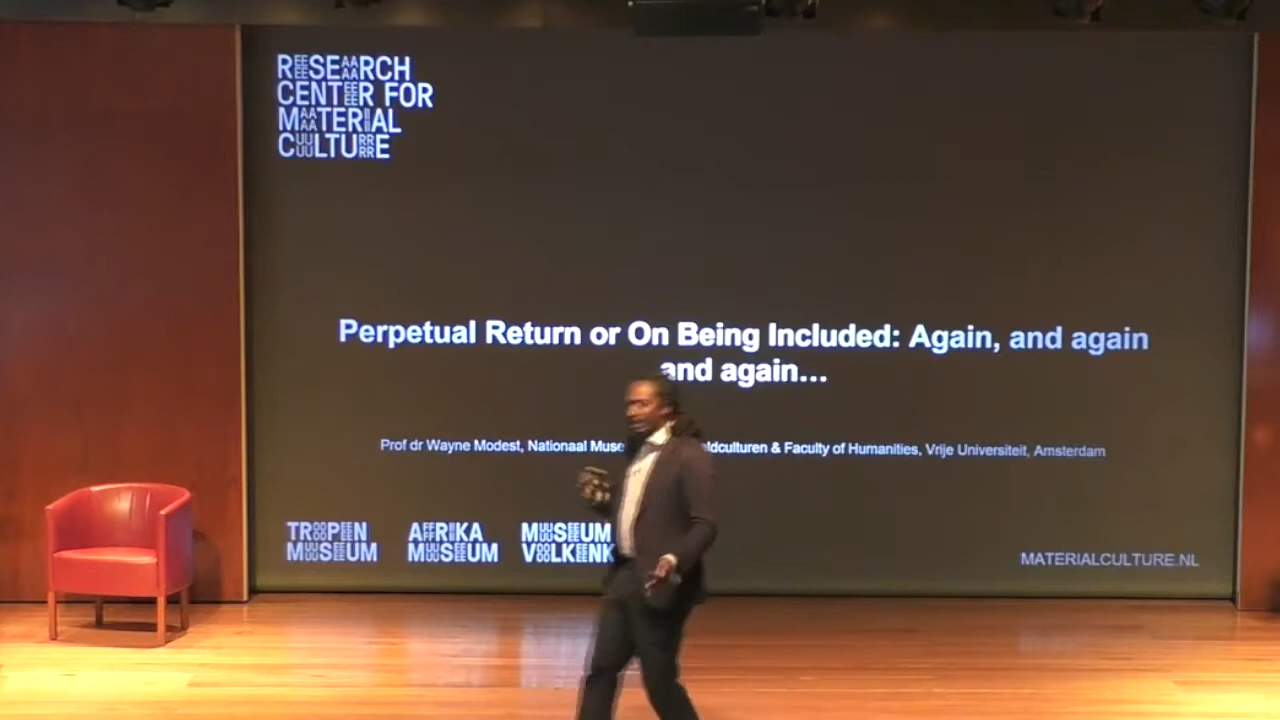 RESEARCH
CENTER FOR
MATERIAL
CULTURE
Perpetual Return or On Being Included: Again, and again
and again...
Prof dr Wayne Modest, Nationaal ldculturen & Faculty of Humanities, Vrije Universiteit, Amsterdam
TROPEN
MUSEUM
AFRIKA
MUSEUM
MUSEUM
VOLKENK
MATERIALCULTURE.NL